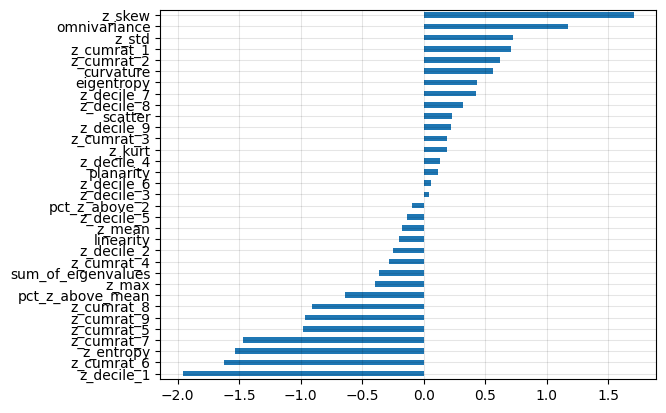 z_skew
omnivariance
z_std
z_cumrat_1
z_cumrat_2
curvature
eigentropy
z_decile_7
z_decile_8
scatter
z_decile_9
z_cumrat_3
z_kurt
z_decile_4
planarity
z_decile_6
z_decile_3
pct_z_above_2
z_decile_5
z_mean
linearity
z_decile_2
z_cumrat_4
sum_of_eigenvalues
z_max
pct_z_above_mean
z_cumrat_8
z_cumrat_9
z_cumrat_5
z_cumrat_7
z_entropy
z_cumrat_6
z_decile_1
−2.0 −1.5 −1.0 −0.5 0.0 0.5 1.0 1.5